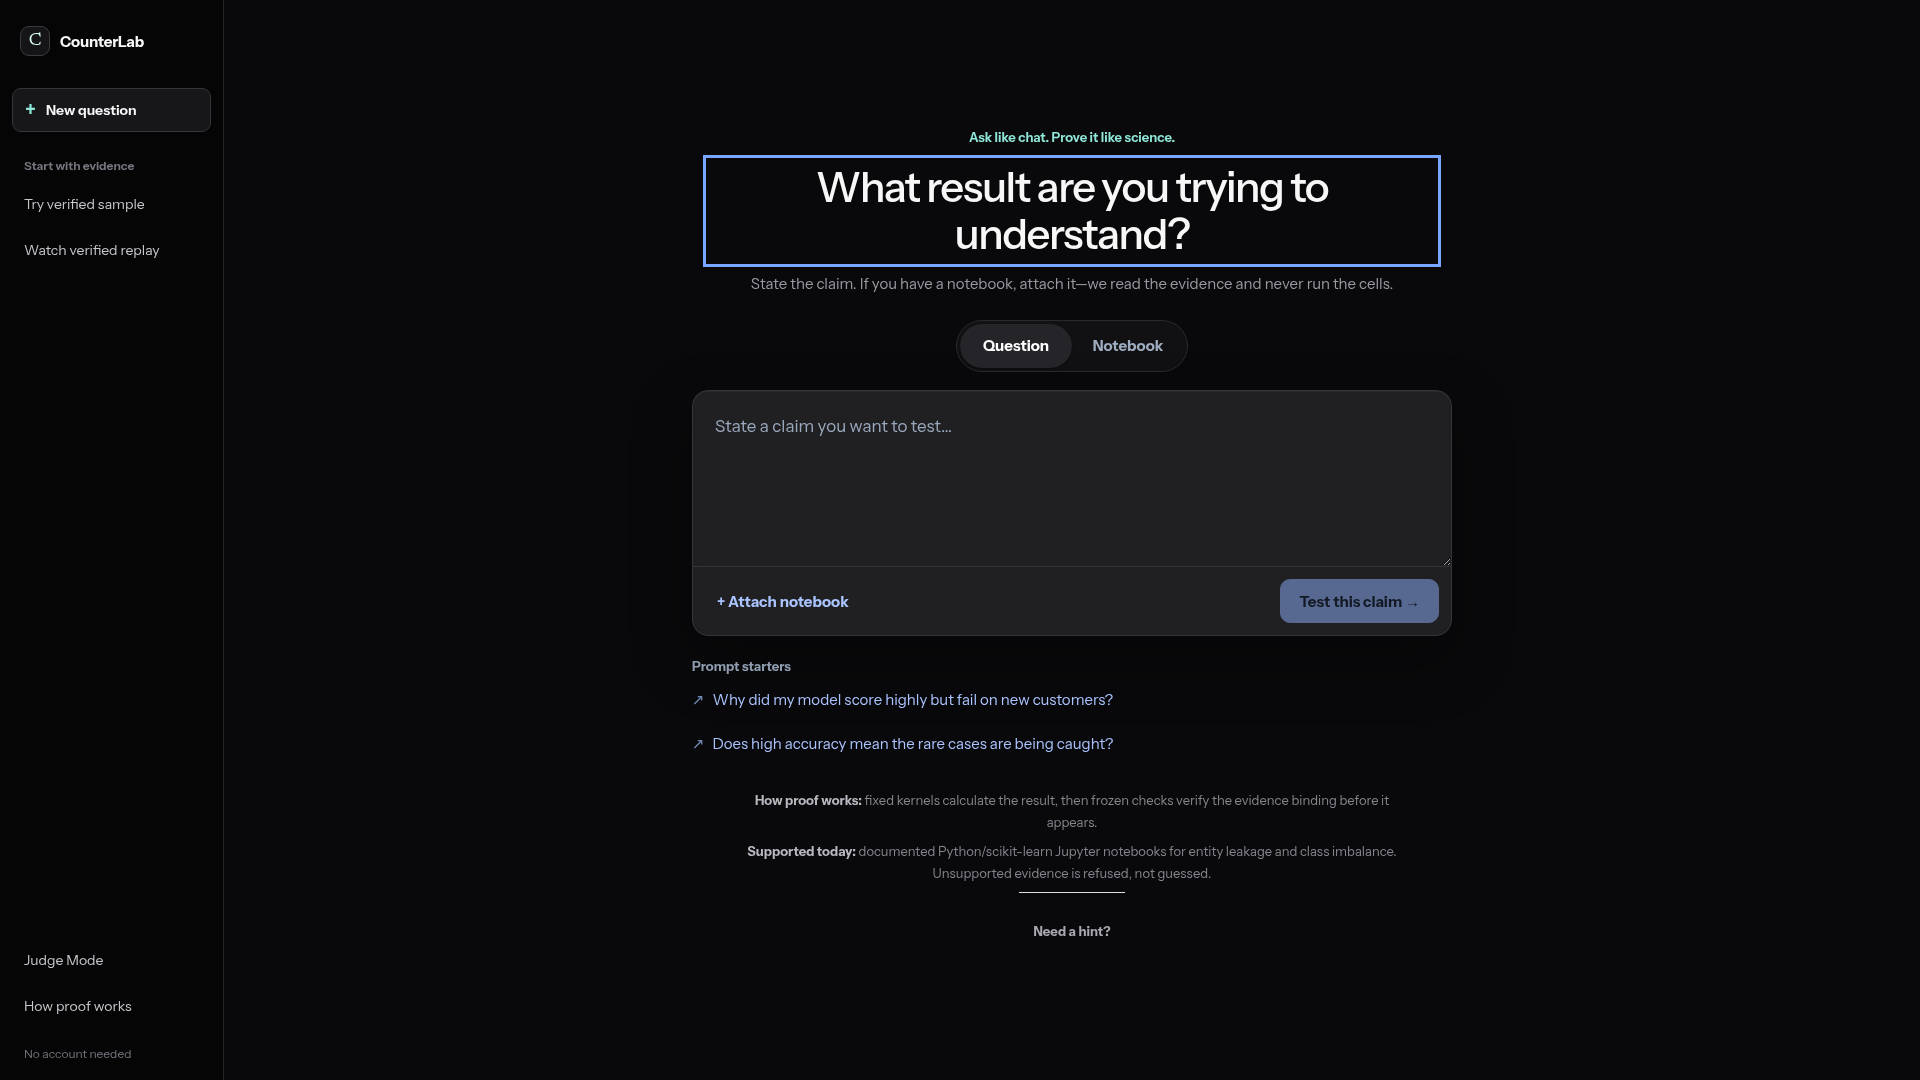 C
CounterLab
+ New question
Start with evidence
Try verified sample
Watch verified replay
Judge Mode
How proof works
No account needed
Ask like chat. Prove it like science.
What result are you trying to
understand?
State the claim. If you have a notebook, attach it—we read the evidence and never run the cells.
Question
Notebook
State a claim you want to test...
+ Attach notebook
Test this claim →
Prompt starters
↗ Why did my model score highly but fail on new customers?
↗ Does high accuracy mean the rare cases are being caught?
How proof works: fixed kernels calculate the result, then frozen checks verify the evidence binding before it
appears.
Supported today: documented Python/scikit-learn Jupyter notebooks for entity leakage and class imbalance.
Unsupported evidence is refused, not guessed.
Need a hint?